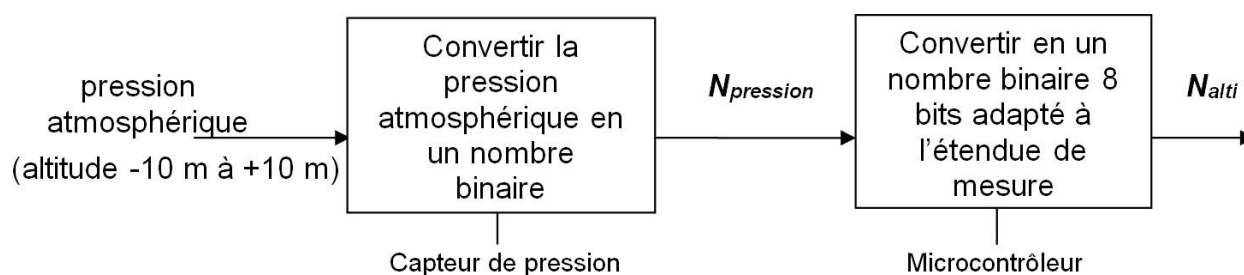 pression
atmosphérique
(altitude -10 m à +10 m)
Convertir la
pression
atmosphérique en
un nombre
binaire
Capteur de pression
Npression
Convertir en un
nombre binaire 8
bits adapté à
l'étendue de
mesure
Microcontrôleur
Nalti